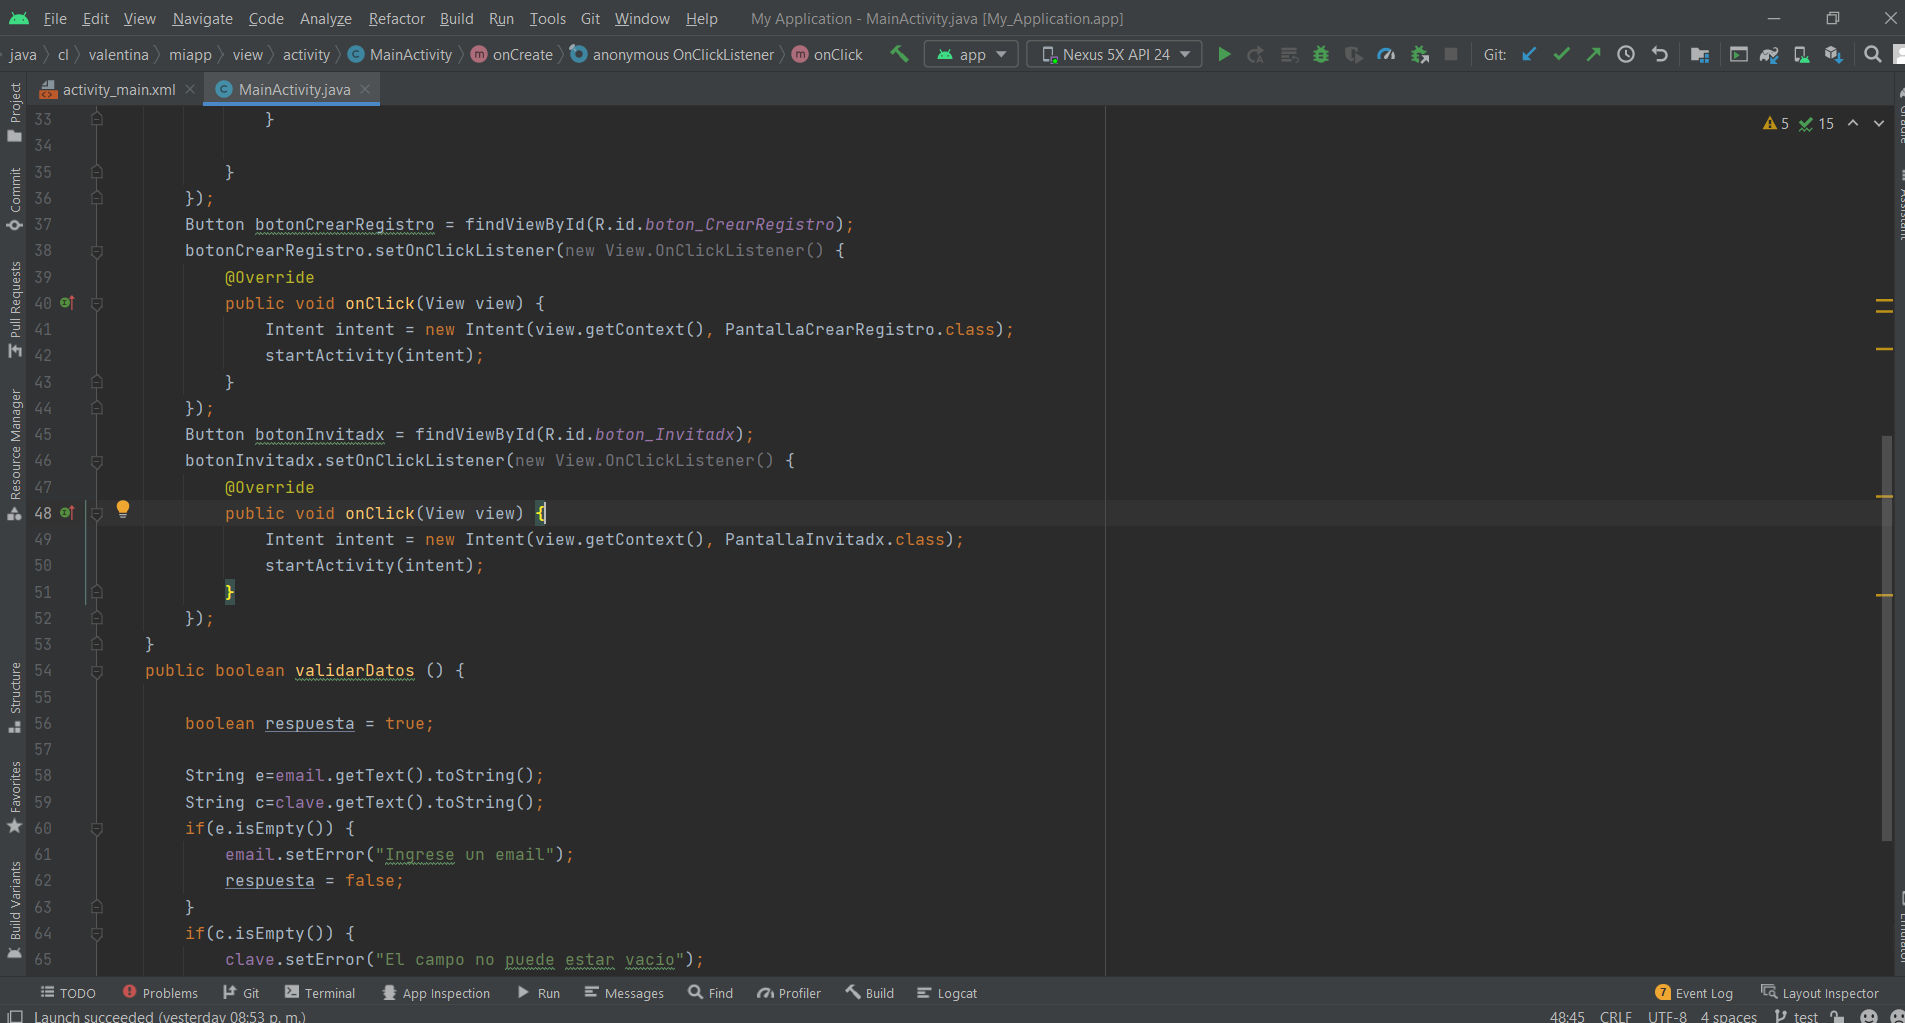 File Edit View Navigate Code Analyze Refactor Build Run Tools Git Window Help My Application - MainActivity.java [My_Application.app]
java cl valentina miapp view activity MainActivity onCreate anonymous OnClickListener onClick app Nexus 5X API 24 Git:
activity_main.xml MainActivity.java
5 15
33 }
34
35 }
36 });
37 Button botonCrearRegistro = findViewById(R.id.boton_CrearRegistro);
38 botonCrearRegistro.setOnClickListener(new View.OnClickListener() {
39 @Override
40 public void onClick(View view) {
41 Intent intent = new Intent(view.getContext(), PantallaCrearRegistro.class);
42 startActivity(intent);
43 }
44 });
45 Button botonInvitadx = findViewById(R.id.boton_Invitadx);
46 botonInvitadx.setOnClickListener(new View.OnClickListener() {
47 @Override
48 public void onClick(View view) {
49 Intent intent = new Intent(view.getContext(), PantallaInvitadx.class);
50 startActivity(intent);
51 }
52 });
53 }
54 public boolean validarDatos () {
55
56 boolean respuesta = true;
57
58 String e=email.getText().toString();
59 String c=clave.getText().toString();
60 if(e.isEmpty()) {
61 email.setError("Ingrese un email");
62 respuesta = false;
63 }
64 if(c.isEmpty()) {
65 clave.setError("El campo no puede estar vacio");
Project
Commit
Pull Requests
Resource Manager
Structure
Favorites
Build Variants
TODO Problems Git Terminal App Inspection Run Messages Find Profiler Build Logcat 7 Event Log Layout Inspector
Launch succeeded (yesterday 08:53 p. m.) 48:45 CRLF UTF-8 4 spaces test